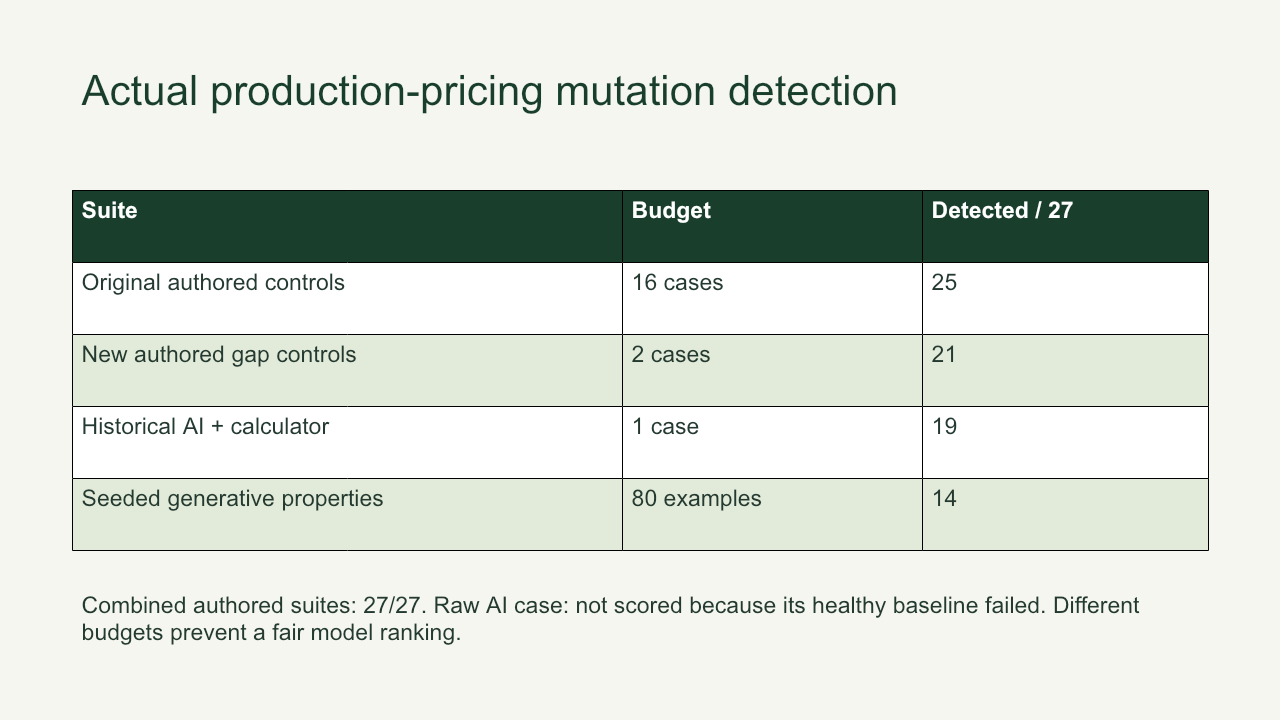 Actual production-pricing mutation detection
Suite Budget Detected / 27
Original authored controls 16 cases 25
New authored gap controls 2 cases 21
Historical AI + calculator 1 case 19
Seeded generative properties 80 examples 14
Combined authored suites: 27/27. Raw AI case: not scored because its healthy baseline failed. Different
budgets prevent a fair model ranking.